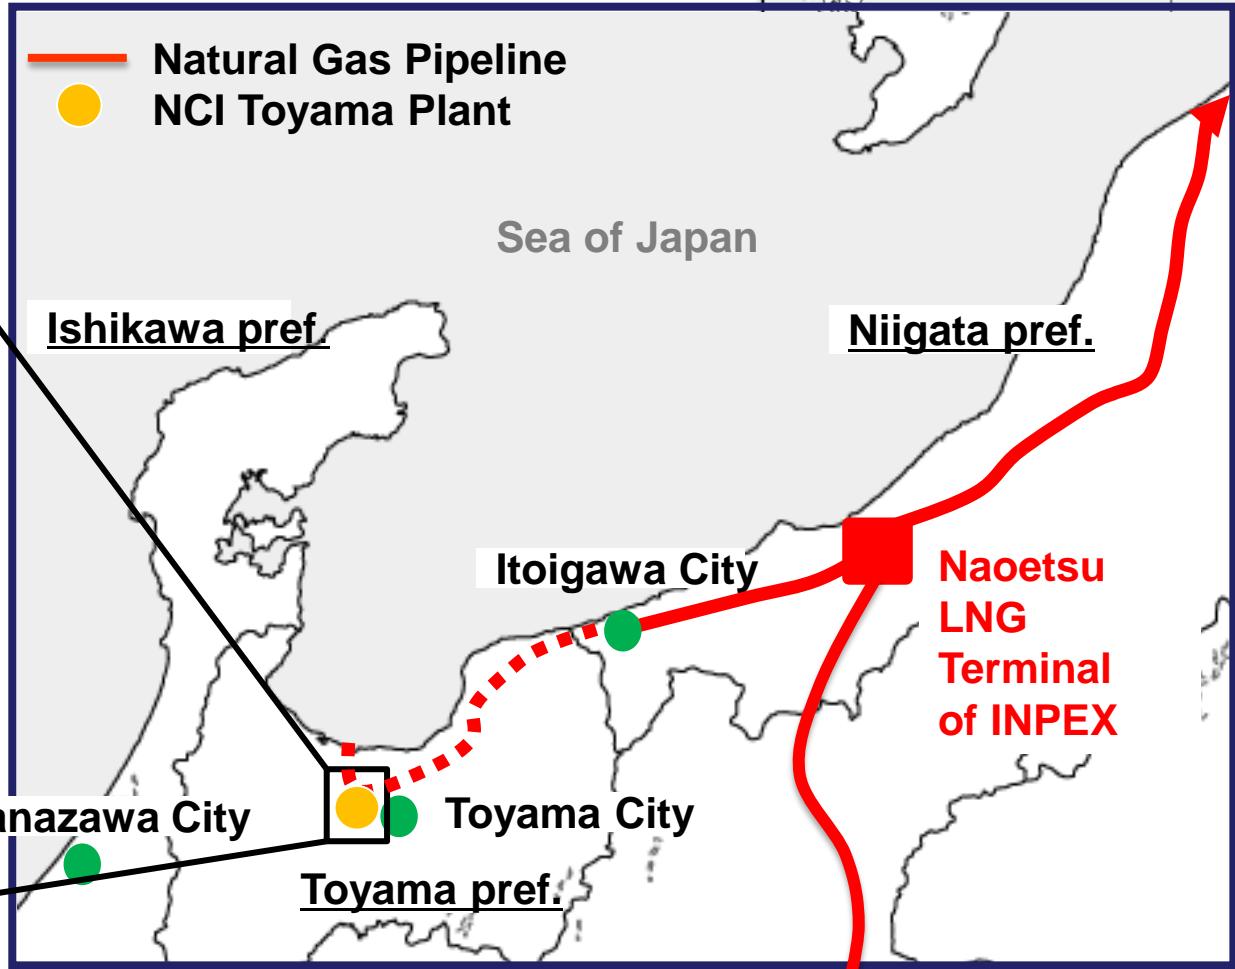 Natural Gas Pipeline
NCI Toyama Plant
Sea of Japan
Ishikawa pref.
Niigata pref.
Itoigawa City
Naoetsu
LNG
Terminal
of INPEX
anazawa City
Toyama City
Toyama pref.